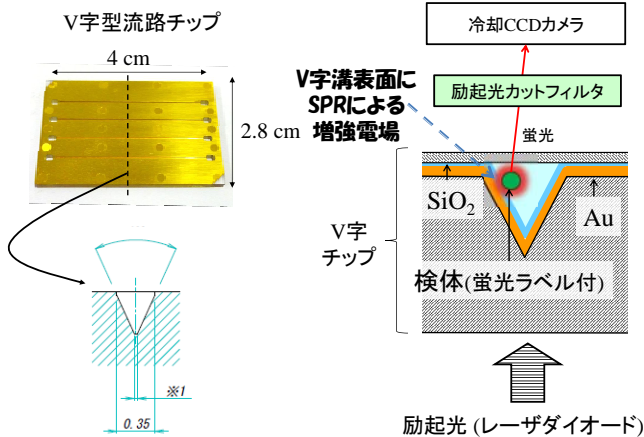 V字型流路チップ
4 cm
2.8 cm
※1
0.35
冷却CCDカメラ
励起光カットフィルタ
V字溝表面に
SPRによる
増強電場
蛍光
SiO2
Au
V字
チップ
検体(蛍光ラベル付)
励起光 (レーザダイオード)